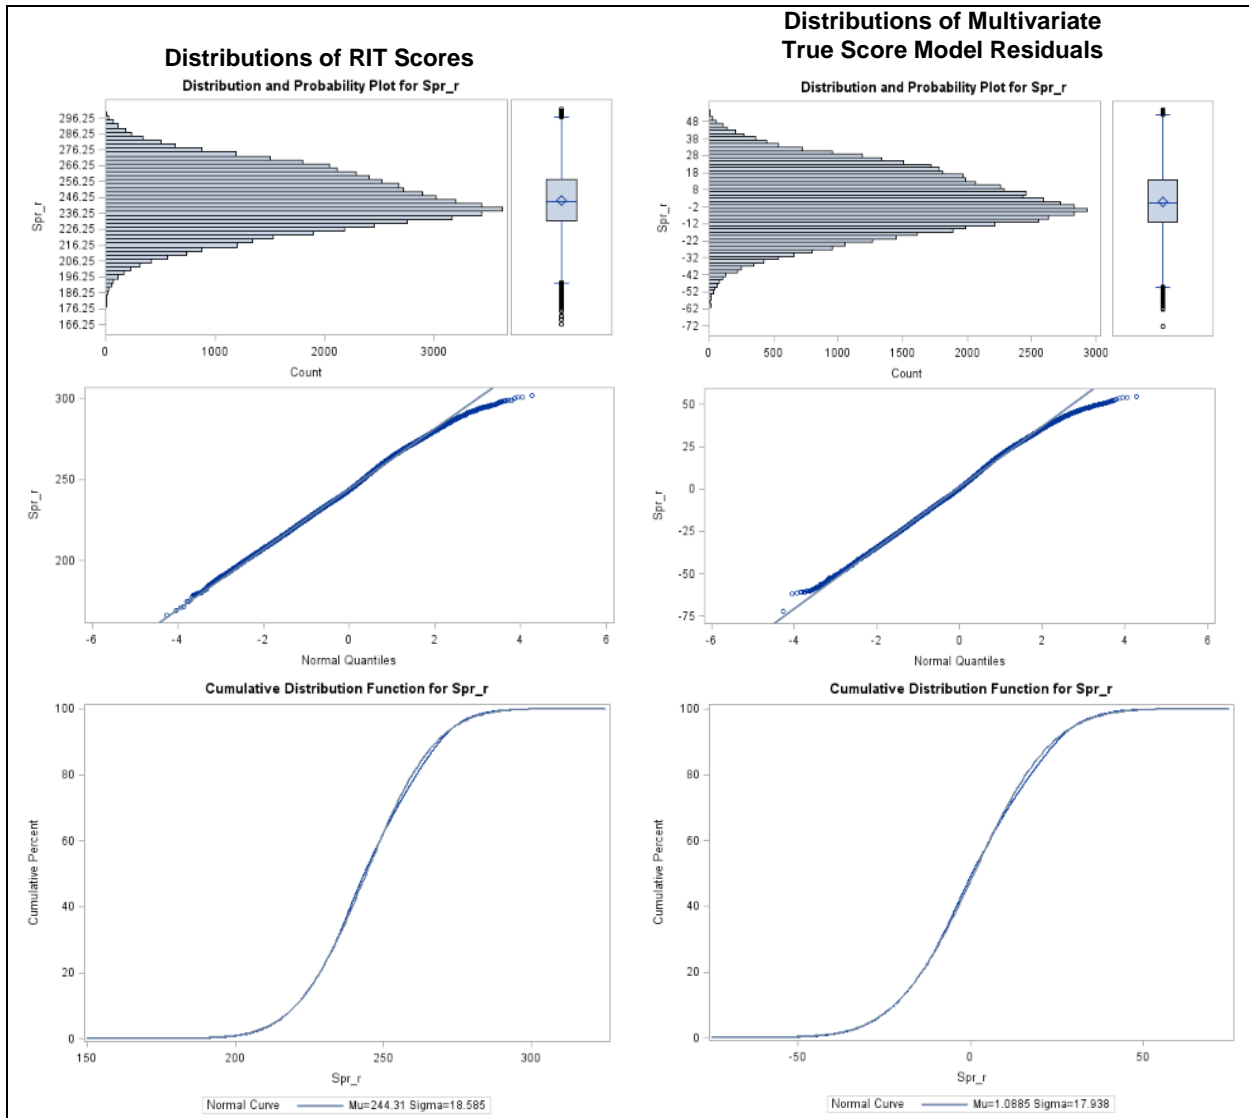 Distributions of RIT Scores
Distribution and Probability Plot for Spr_r
296.25
286.25
276.25
266.25
256.25
246.25
236.25
226.25
216.25
206.25
196.25
186.25
176.25
166.25
Spr_r
0 1000 2000 3000
Count
300
250
200
Spr_r
-6 -4 -2 0 2 4 6
Normal Quantiles
Cumulative Distribution Function for Spr_r
100
80
60
40
20
0
Cumulative Percent
150 200 250 300
Spr_r
Normal Curve Mu=244.31 Sigma=18.585
Distributions of Multivariate
True Score Model Residuals
Distribution and Probability Plot for Spr_r
48
38
28
18
8
-2
-12
-22
-32
-42
-52
-62
-72
Spr_r
0 500 1000 1500 2000 2500 3000
Count
50
25
0
-25
-50
-75
Spr_r
-6 -4 -2 0 2 4 6
Normal Quantiles
Cumulative Distribution Function for Spr_r
100
80
60
40
20
0
Cumulative Percent
-50 0 50
Spr_r
Normal Curve Mu=1.0885 Sigma=17.938